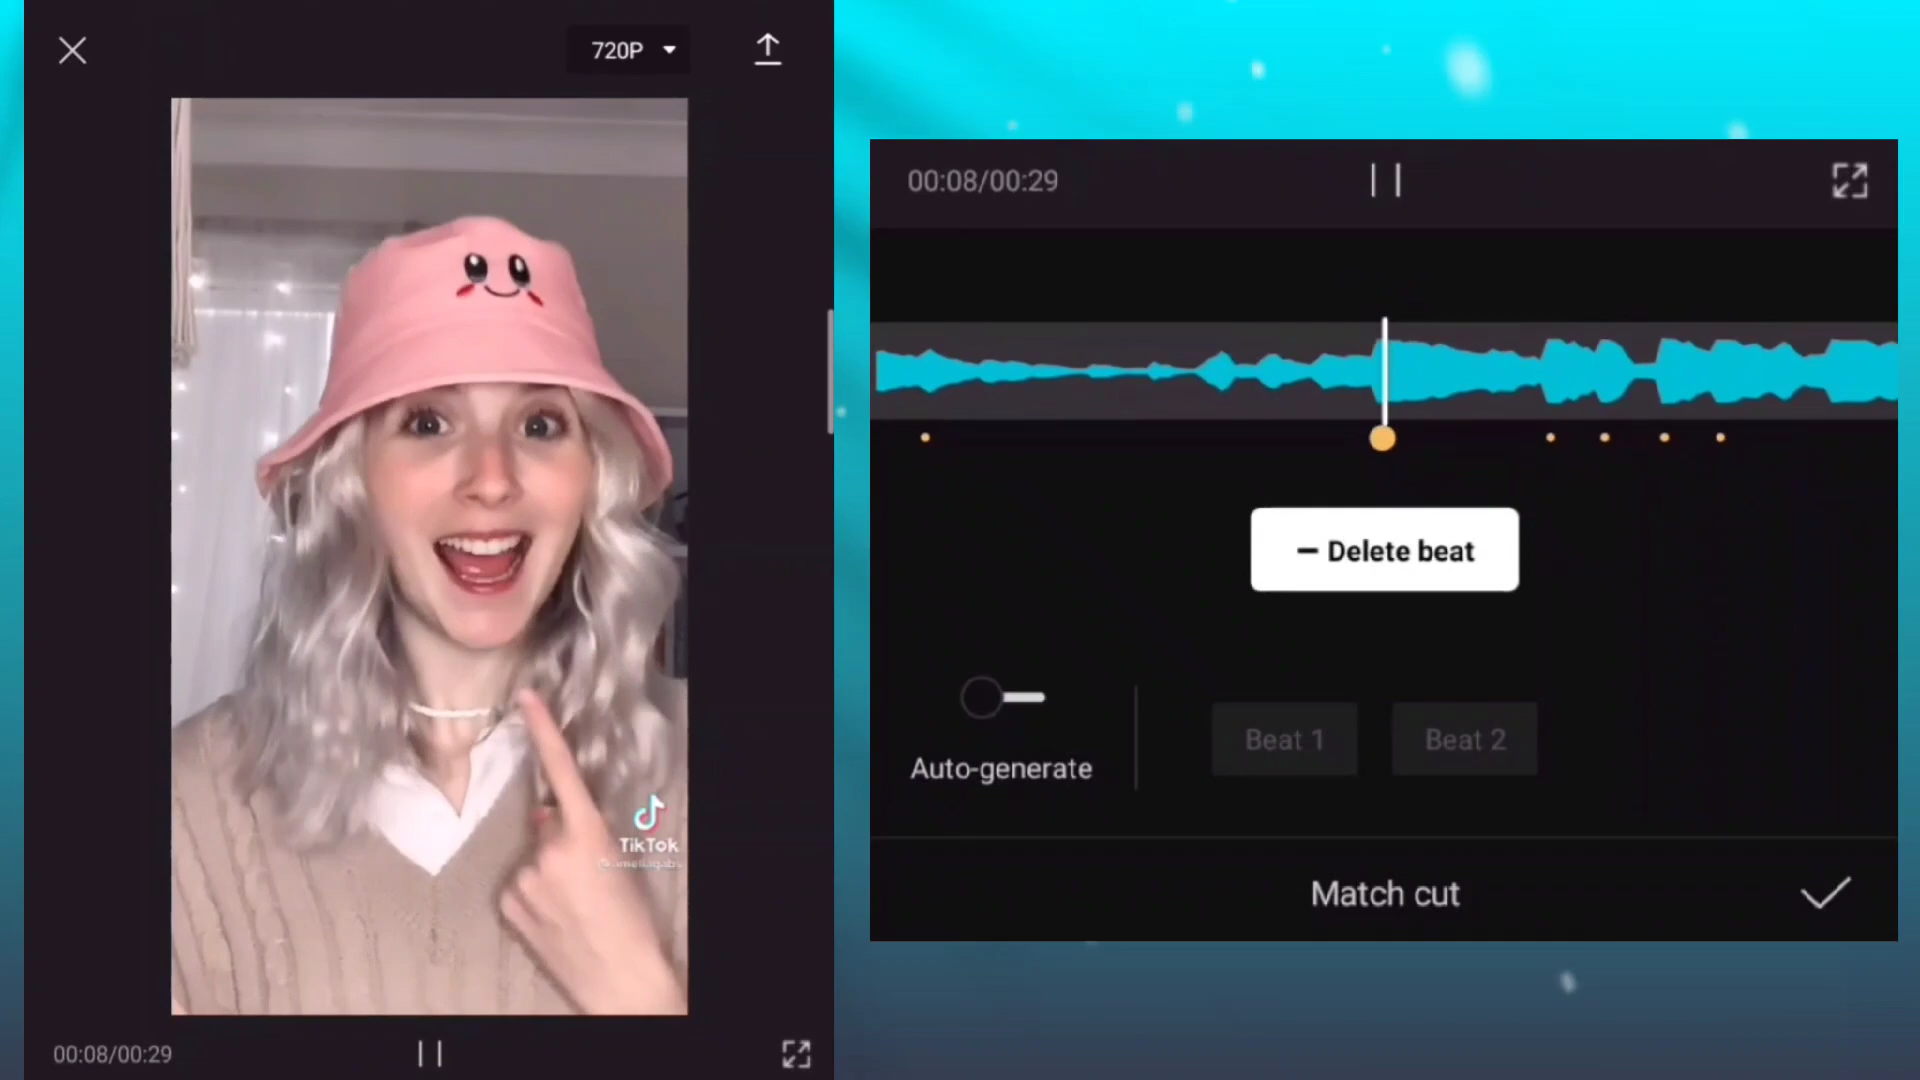 720P
TikTok
00:08/00:29
00:08/00:29
Delete beat
Auto-generate
Beat 1
Beat 2
Match cut